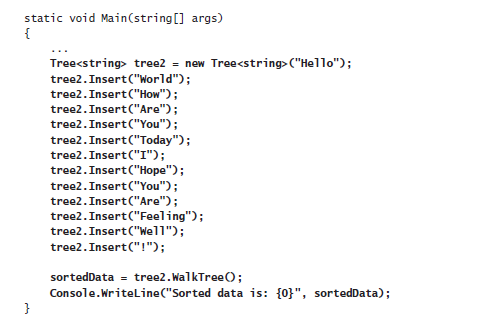 static void Main(string[] args)
{
...
Tree<string> tree2 = new Tree<string>("Hello");
tree2.Insert("World");
tree2.Insert("How");
tree2.Insert("Are");
tree2.Insert("You");
tree2.Insert("Today");
tree2.Insert("I");
tree2.Insert("Hope");
tree2.Insert("You");
tree2.Insert("Are");
tree2.Insert("Feeling");
tree2.Insert("Well");
tree2.Insert("!");
sortedData = tree2.WalkTree();
Console.WriteLine("Sorted data is: {0}", sortedData);
}